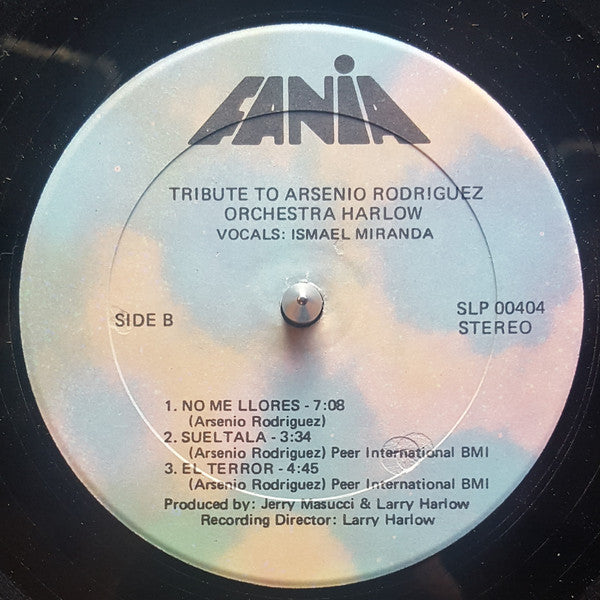 FANIA
TRIBUTE TO ARSENIO RODRIGUEZ
ORCHESTRA HARLOW
VOCALS: ISMAEL MIRANDA
SIDE B
SLP 00404
STEREO
1. NO ME LLORES - 7:08
(Arsenio Rodriguez)
2. SUELTALA - 3:34
(Arsenio Rodriguez) Peer International BMI
3. EL TERROR - 4:45
(Arsenio Rodriguez) Peer International BMI
Produced by: Jerry Masucci & Larry Harlow
Recording Director: Larry Harlow